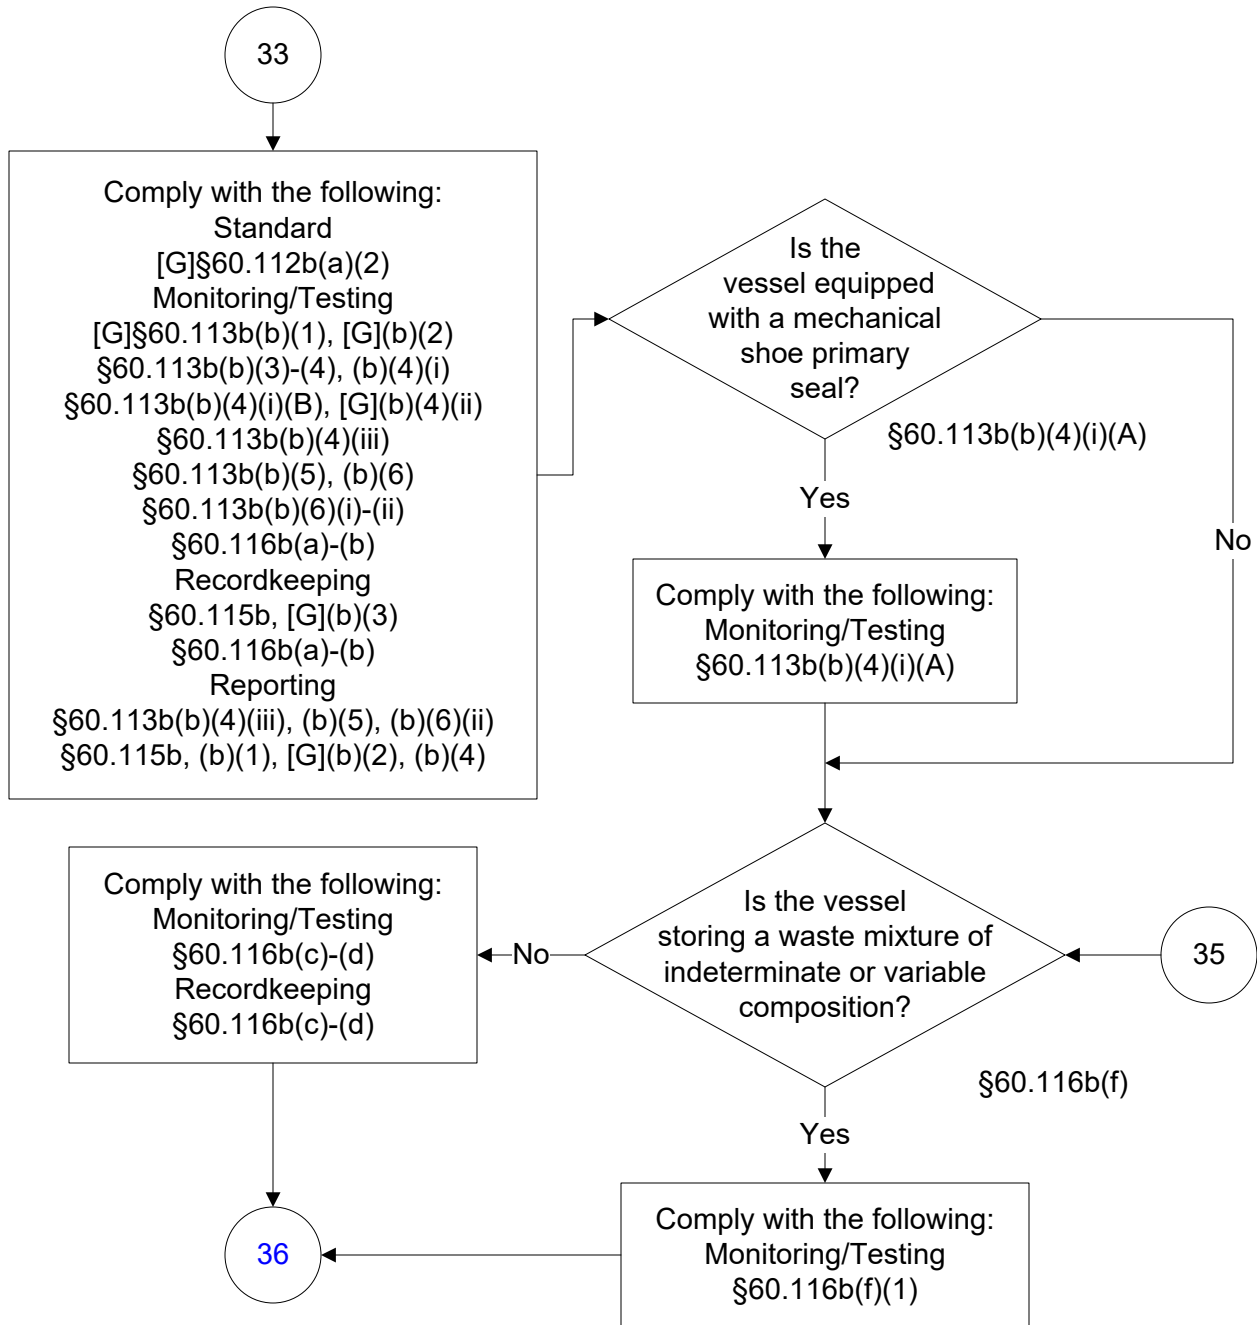 33
Comply with the following:
Standard
[G]§60.112b(a)(2)
Monitoring/Testing
[G]§60.113b(b)(1), [G](b)(2)
§60.113b(b)(3)-(4), (b)(4)(i)
§60.113b(b)(4)(i)(B), [G](b)(4)(ii)
§60.113b(b)(4)(iii)
§60.113b(b)(5), (b)(6)
§60.113b(b)(6)(i)-(ii)
§60.116b(a)-(b)
Recordkeeping
§60.115b, [G](b)(3)
§60.116b(a)-(b)
Reporting
§60.113b(b)(4)(iii), (b)(5), (b)(6)(ii)
§60.115b, (b)(1), [G](b)(2), (b)(4)
Is the
vessel equipped
with a mechanical
shoe primary
seal?
§60.113b(b)(4)(i)(A)
Yes
No
Comply with the following:
Monitoring/Testing
§60.113b(b)(4)(i)(A)
Is the vessel
storing a waste mixture of
indeterminate or variable
composition?
35
§60.116b(f)
No
Comply with the following:
Monitoring/Testing
§60.116b(c)-(d)
Recordkeeping
§60.116b(c)-(d)
Yes
Comply with the following:
Monitoring/Testing
§60.116b(f)(1)
36